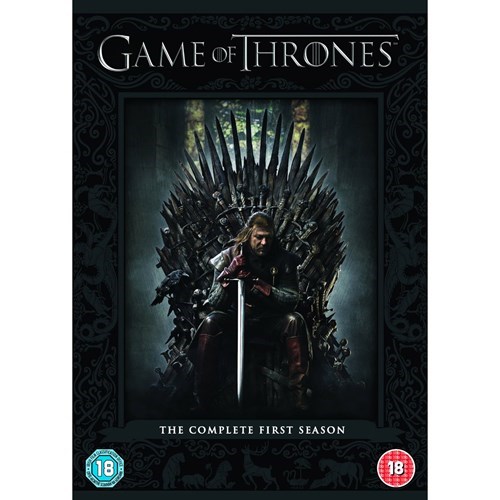 GAME OF THRONES
THE COMPLETE FIRST SEASON
18
18